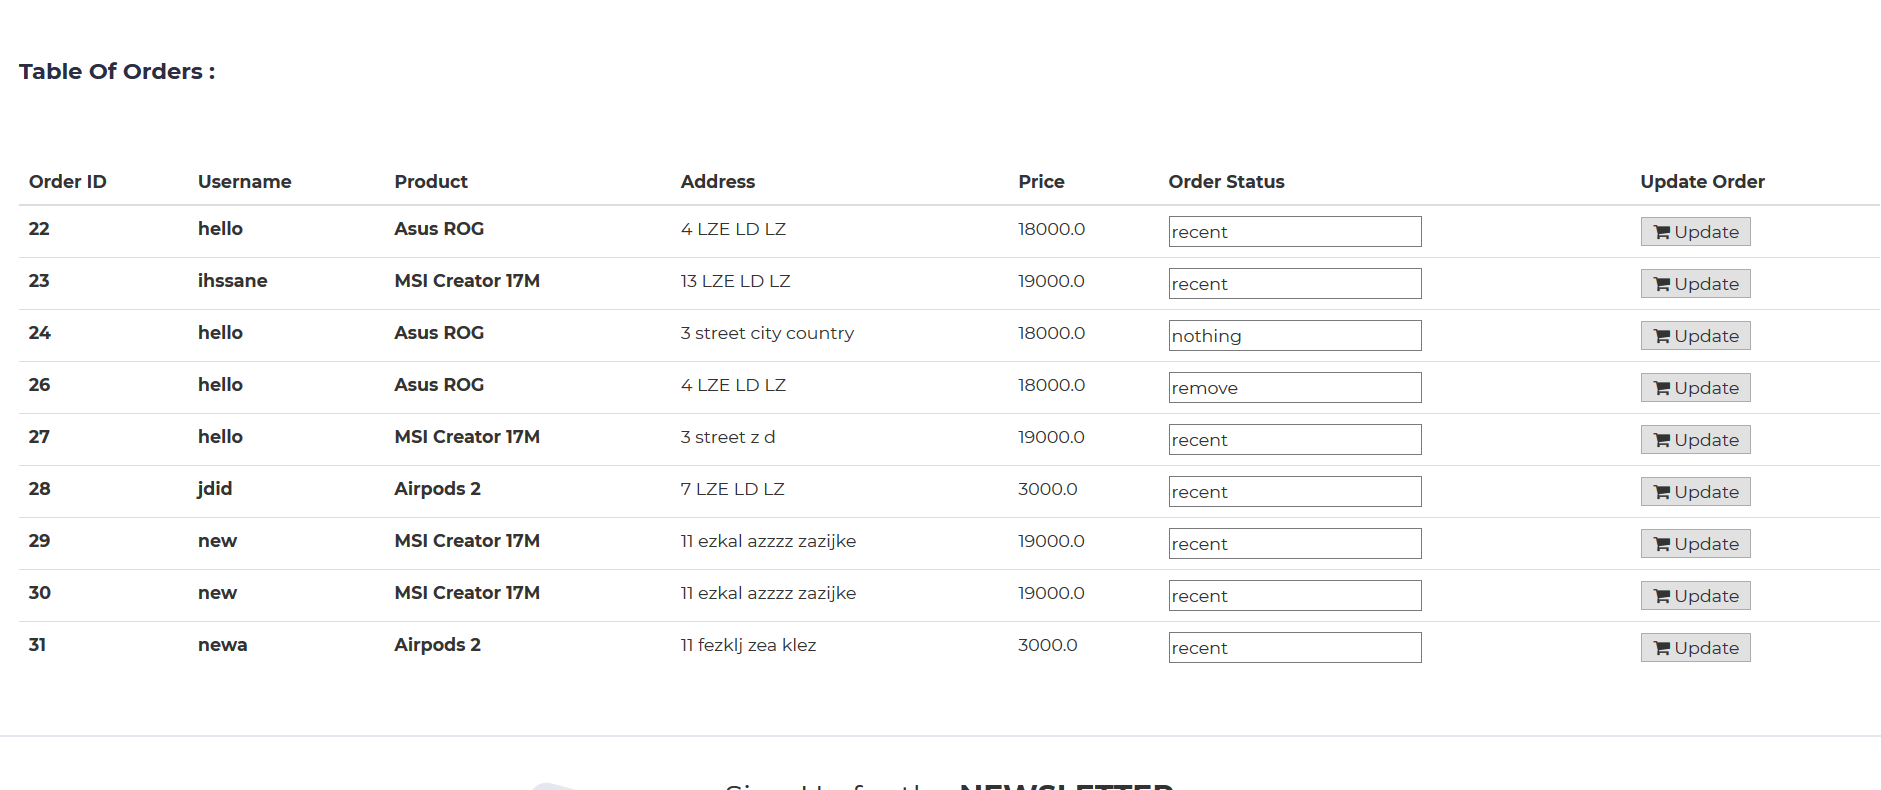 Table Of Orders :
Order ID Username Product Address Price Order Status Update Order
22 hello Asus ROG 4 LZE LD LZ 18000.0 recent Update
23 ihssane MSI Creator 17M 13 LZE LD LZ 19000.0 recent Update
24 hello Asus ROG 3 street city country 18000.0 nothing Update
26 hello Asus ROG 4 LZE LD LZ 18000.0 remove Update
27 hello MSI Creator 17M 3 street z d 19000.0 recent Update
28 jdid Airpods 2 7 LZE LD LZ 3000.0 recent Update
29 new MSI Creator 17M 11 ezkal azzzz zazijke 19000.0 recent Update
30 new MSI Creator 17M 11 ezkal azzzz zazijke 19000.0 recent Update
31 newa Airpods 2 11 fezklj zea klez 3000.0 recent Update
NEWSLETTER